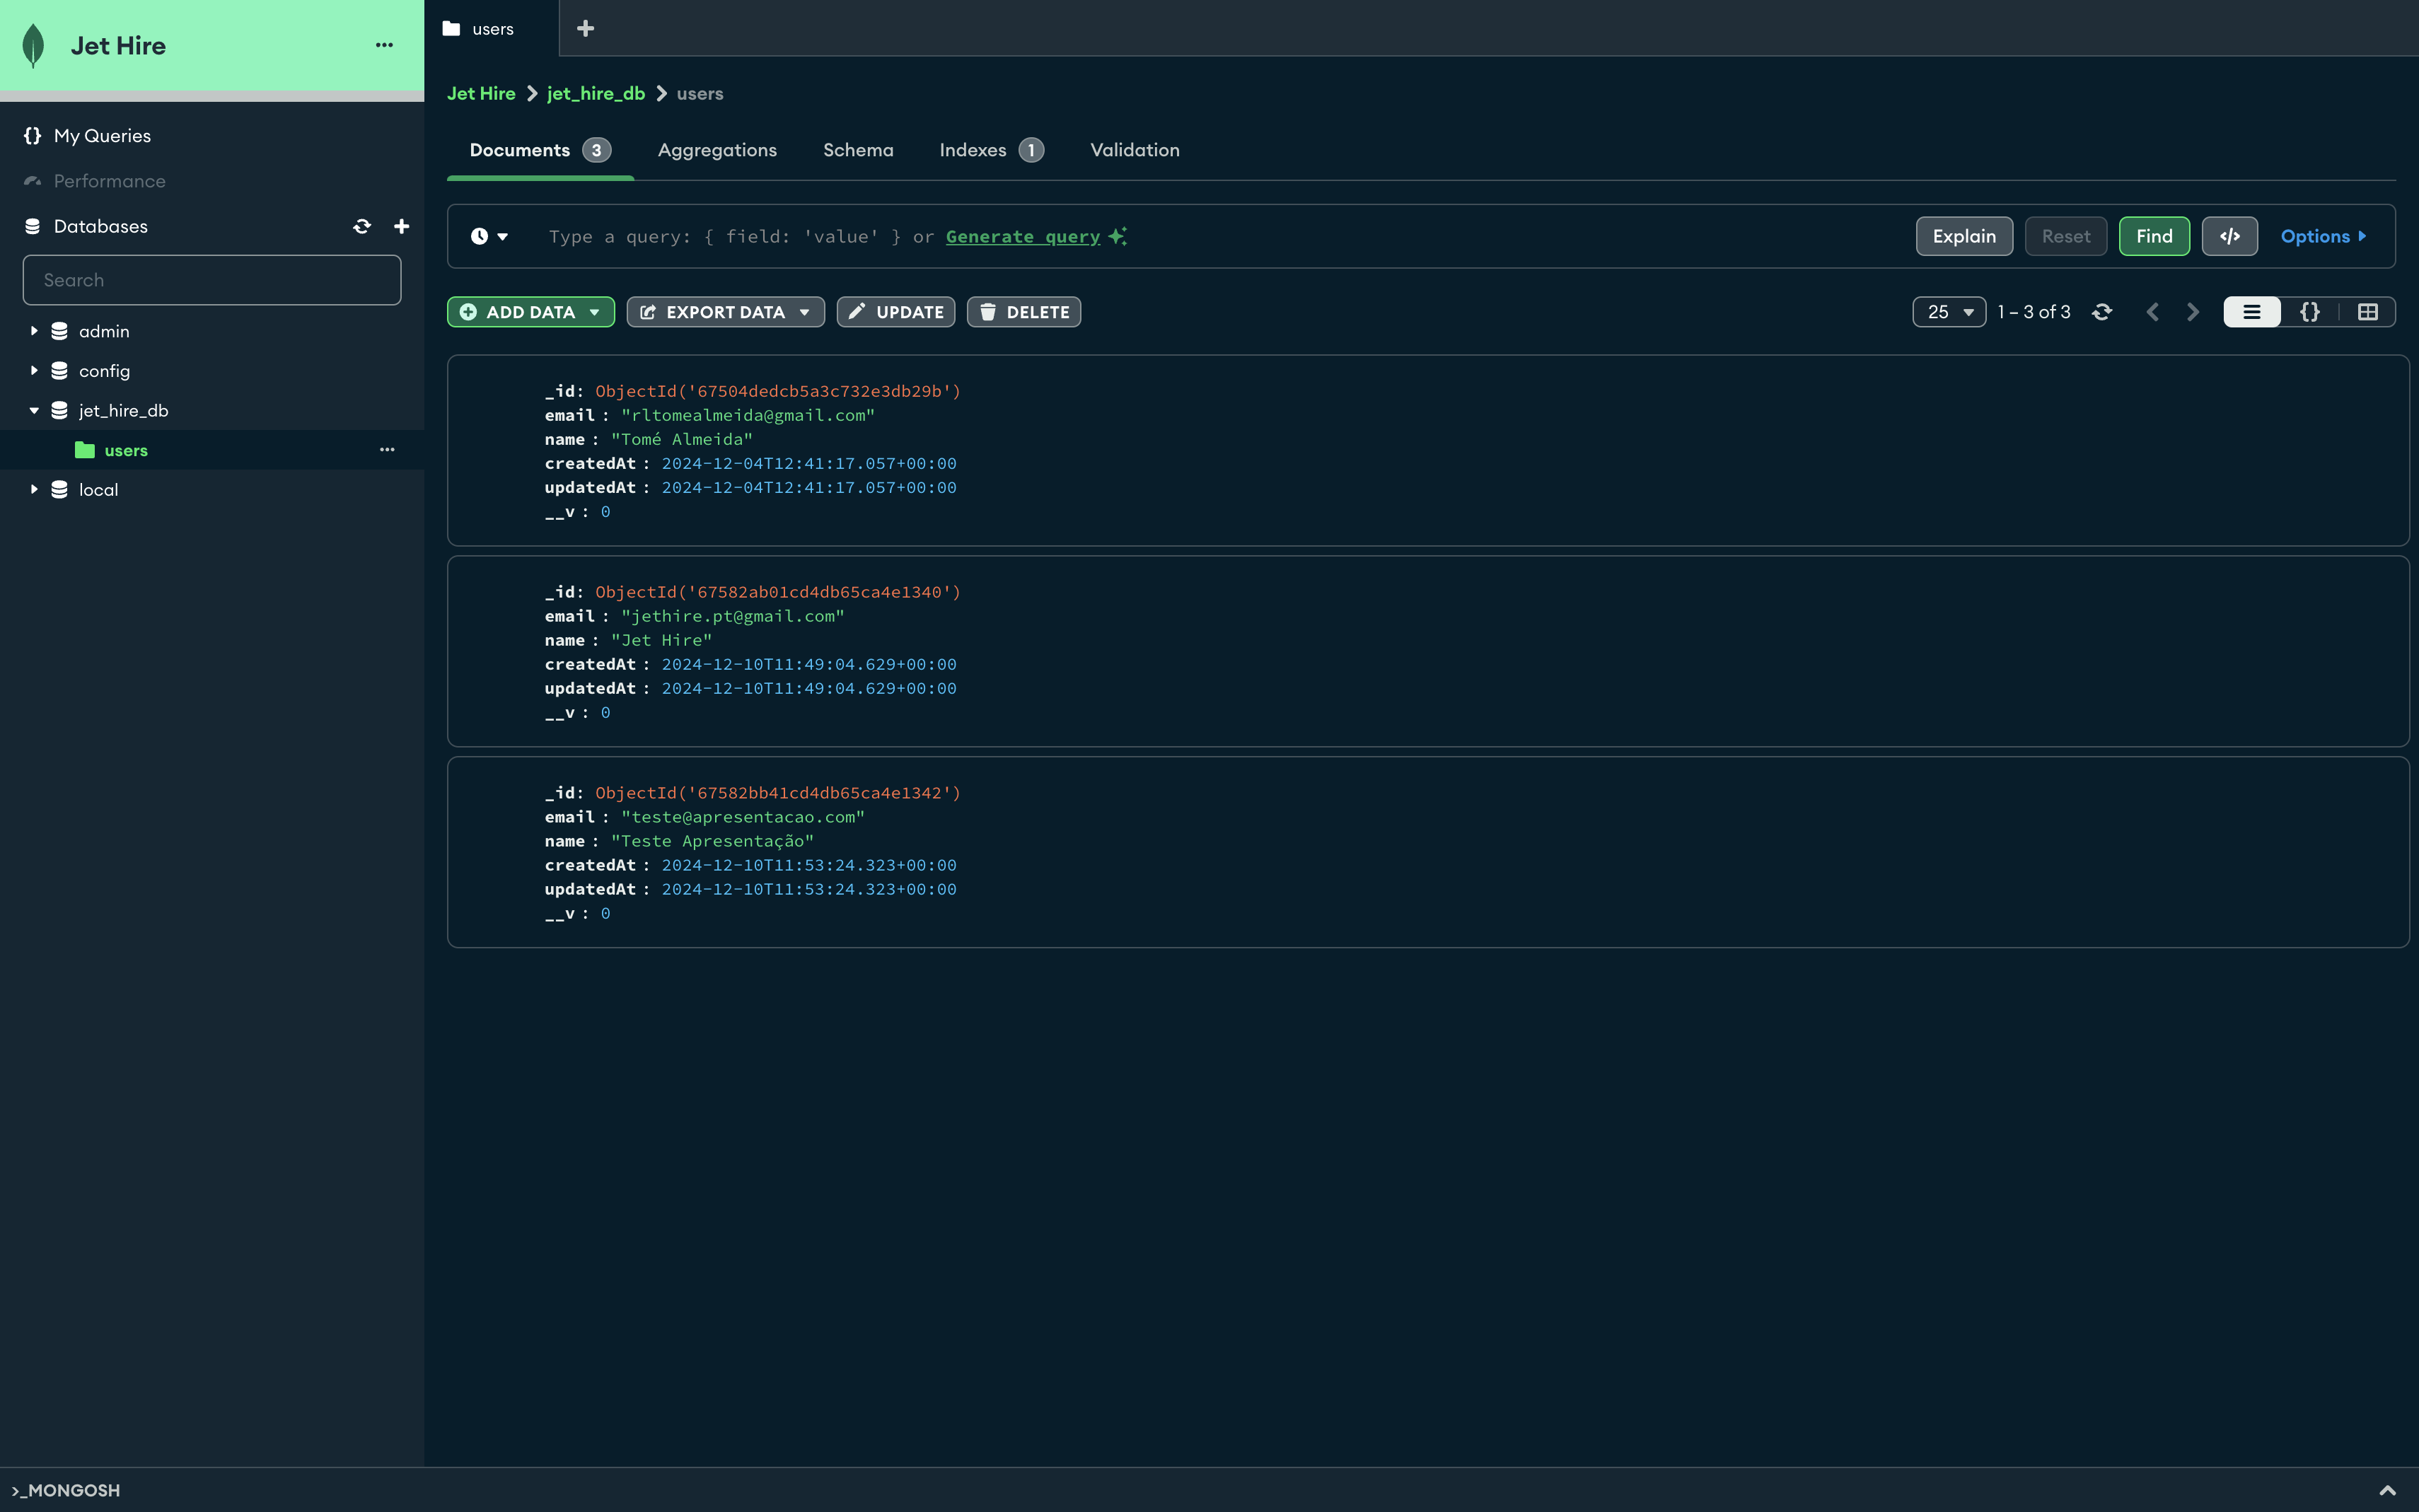 Jet Hire
My Queries
Performance
Databases
Search
admin
config
jet_hire_db
users
local
users
Jet Hire > jet_hire_db > users
Documents 3 Aggregations Schema Indexes 1 Validation
Type a query: { field: 'value' } or Generate query
Explain Reset Find </> Options
ADD DATA EXPORT DATA UPDATE DELETE
25 1 – 3 of 3 {}
_id: ObjectId('67504dedcb5a3c732e3db29b')
email : "rltomealmeida@gmail.com"
name : "Tomé Almeida"
createdAt : 2024-12-04T12:41:17.057+00:00
updatedAt : 2024-12-04T12:41:17.057+00:00
__v : 0
_id: ObjectId('67582ab01cd4db65ca4e1340')
email : "jethire.pt@gmail.com"
name : "Jet Hire"
createdAt : 2024-12-10T11:49:04.629+00:00
updatedAt : 2024-12-10T11:49:04.629+00:00
__v : 0
_id: ObjectId('67582bb41cd4db65ca4e1342')
email : "teste@apresentacao.com"
name : "Teste Apresentação"
createdAt : 2024-12-10T11:53:24.323+00:00
updatedAt : 2024-12-10T11:53:24.323+00:00
__v : 0
>_MONGOSH